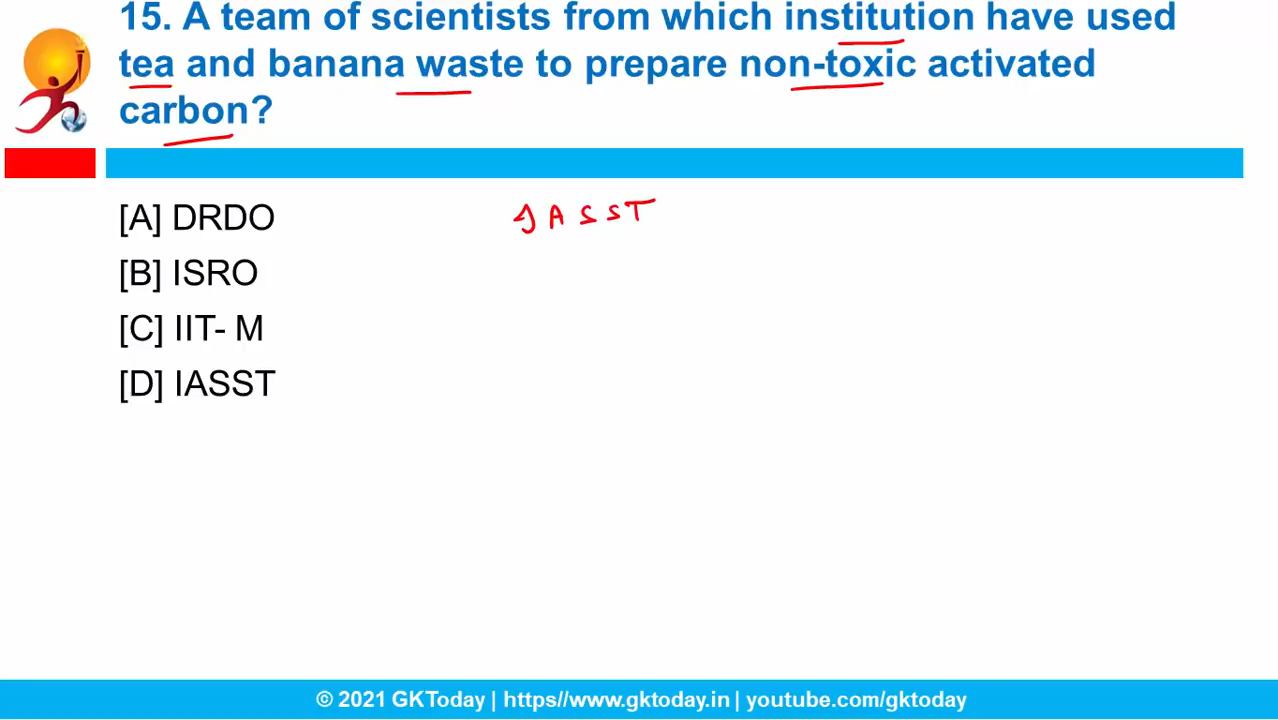 15. A team of scientists from which institution have used
tea and banana waste to prepare non-toxic activated
carbon?
[A] DRDO
IASST
[B] ISRO
[C] IIT- M
[D] IASST
© 2021 GKToday | https//www.gktoday.in | youtube.com/gktoday